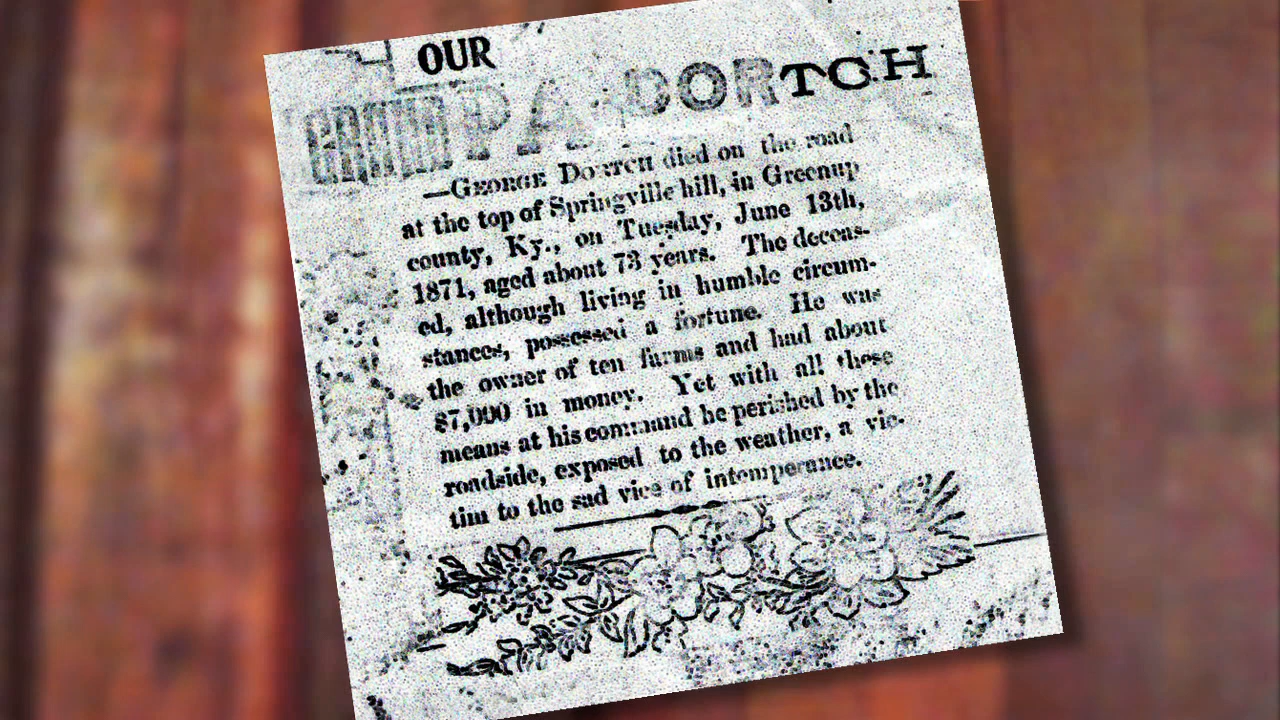 OUR
GRANDPA DORTCH
—GEORGE DORTCH died on the road
at the top of Springville hill, in Greenup
county, Ky., on Tuesday, June 13th,
1871, aged about 73 years. The deceas-
ed, although living in humble circum-
stances, possessed a fortune. He was
the owner of ten farms and had about
$7,000 in money. Yet with all these
means at his command he perished by the
roadside, exposed to the weather, a vic-
tim to the sad vice of intemperance.